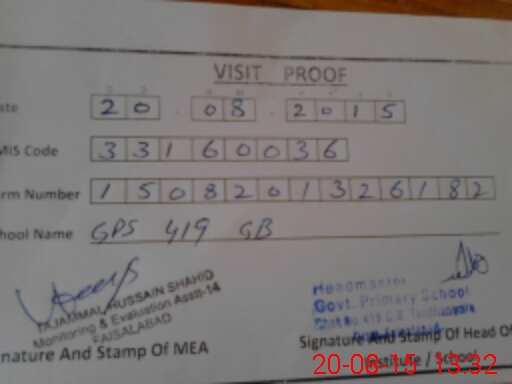 VISIT PROOF
ate 20 . 08 . 2015
MIS Code 33160036
rm Number 150820132618 2
hool Name GPS 419 GB
TAJAMMAL HUSSAIN SHAHID
Monitoring & Evaluation Asstt-14
FAISALABAD
nature And Stamp Of MEA
Headmaster
Govt. Primary School
Signature And Stamp Of Head Of
Institute / School
20-08-15 13:32